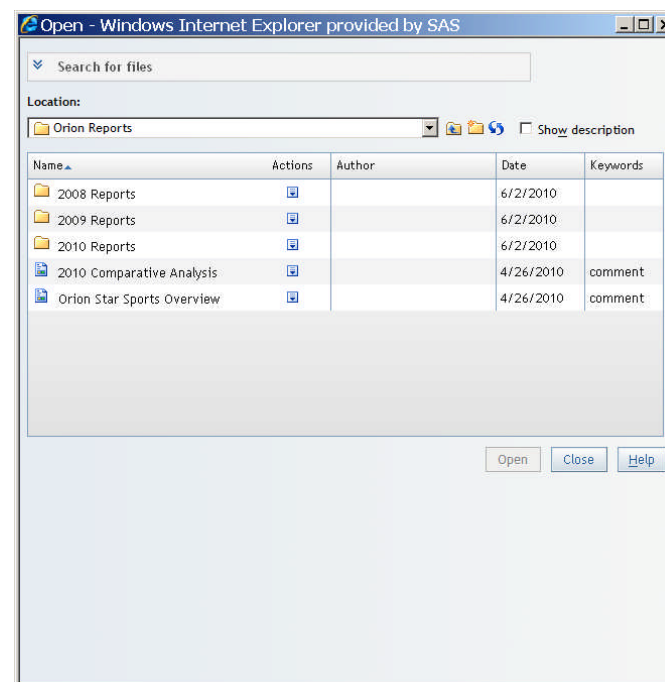 Open - Windows Internet Explorer provided by SAS
Search for files
Location:
Orion Reports Show description
Name Actions Author Date Keywords
2008 Reports 6/2/2010
2009 Reports 6/2/2010
2010 Reports 6/2/2010
2010 Comparative Analysis 4/26/2010 comment
Orion Star Sports Overview 4/26/2010 comment
Open Close Help